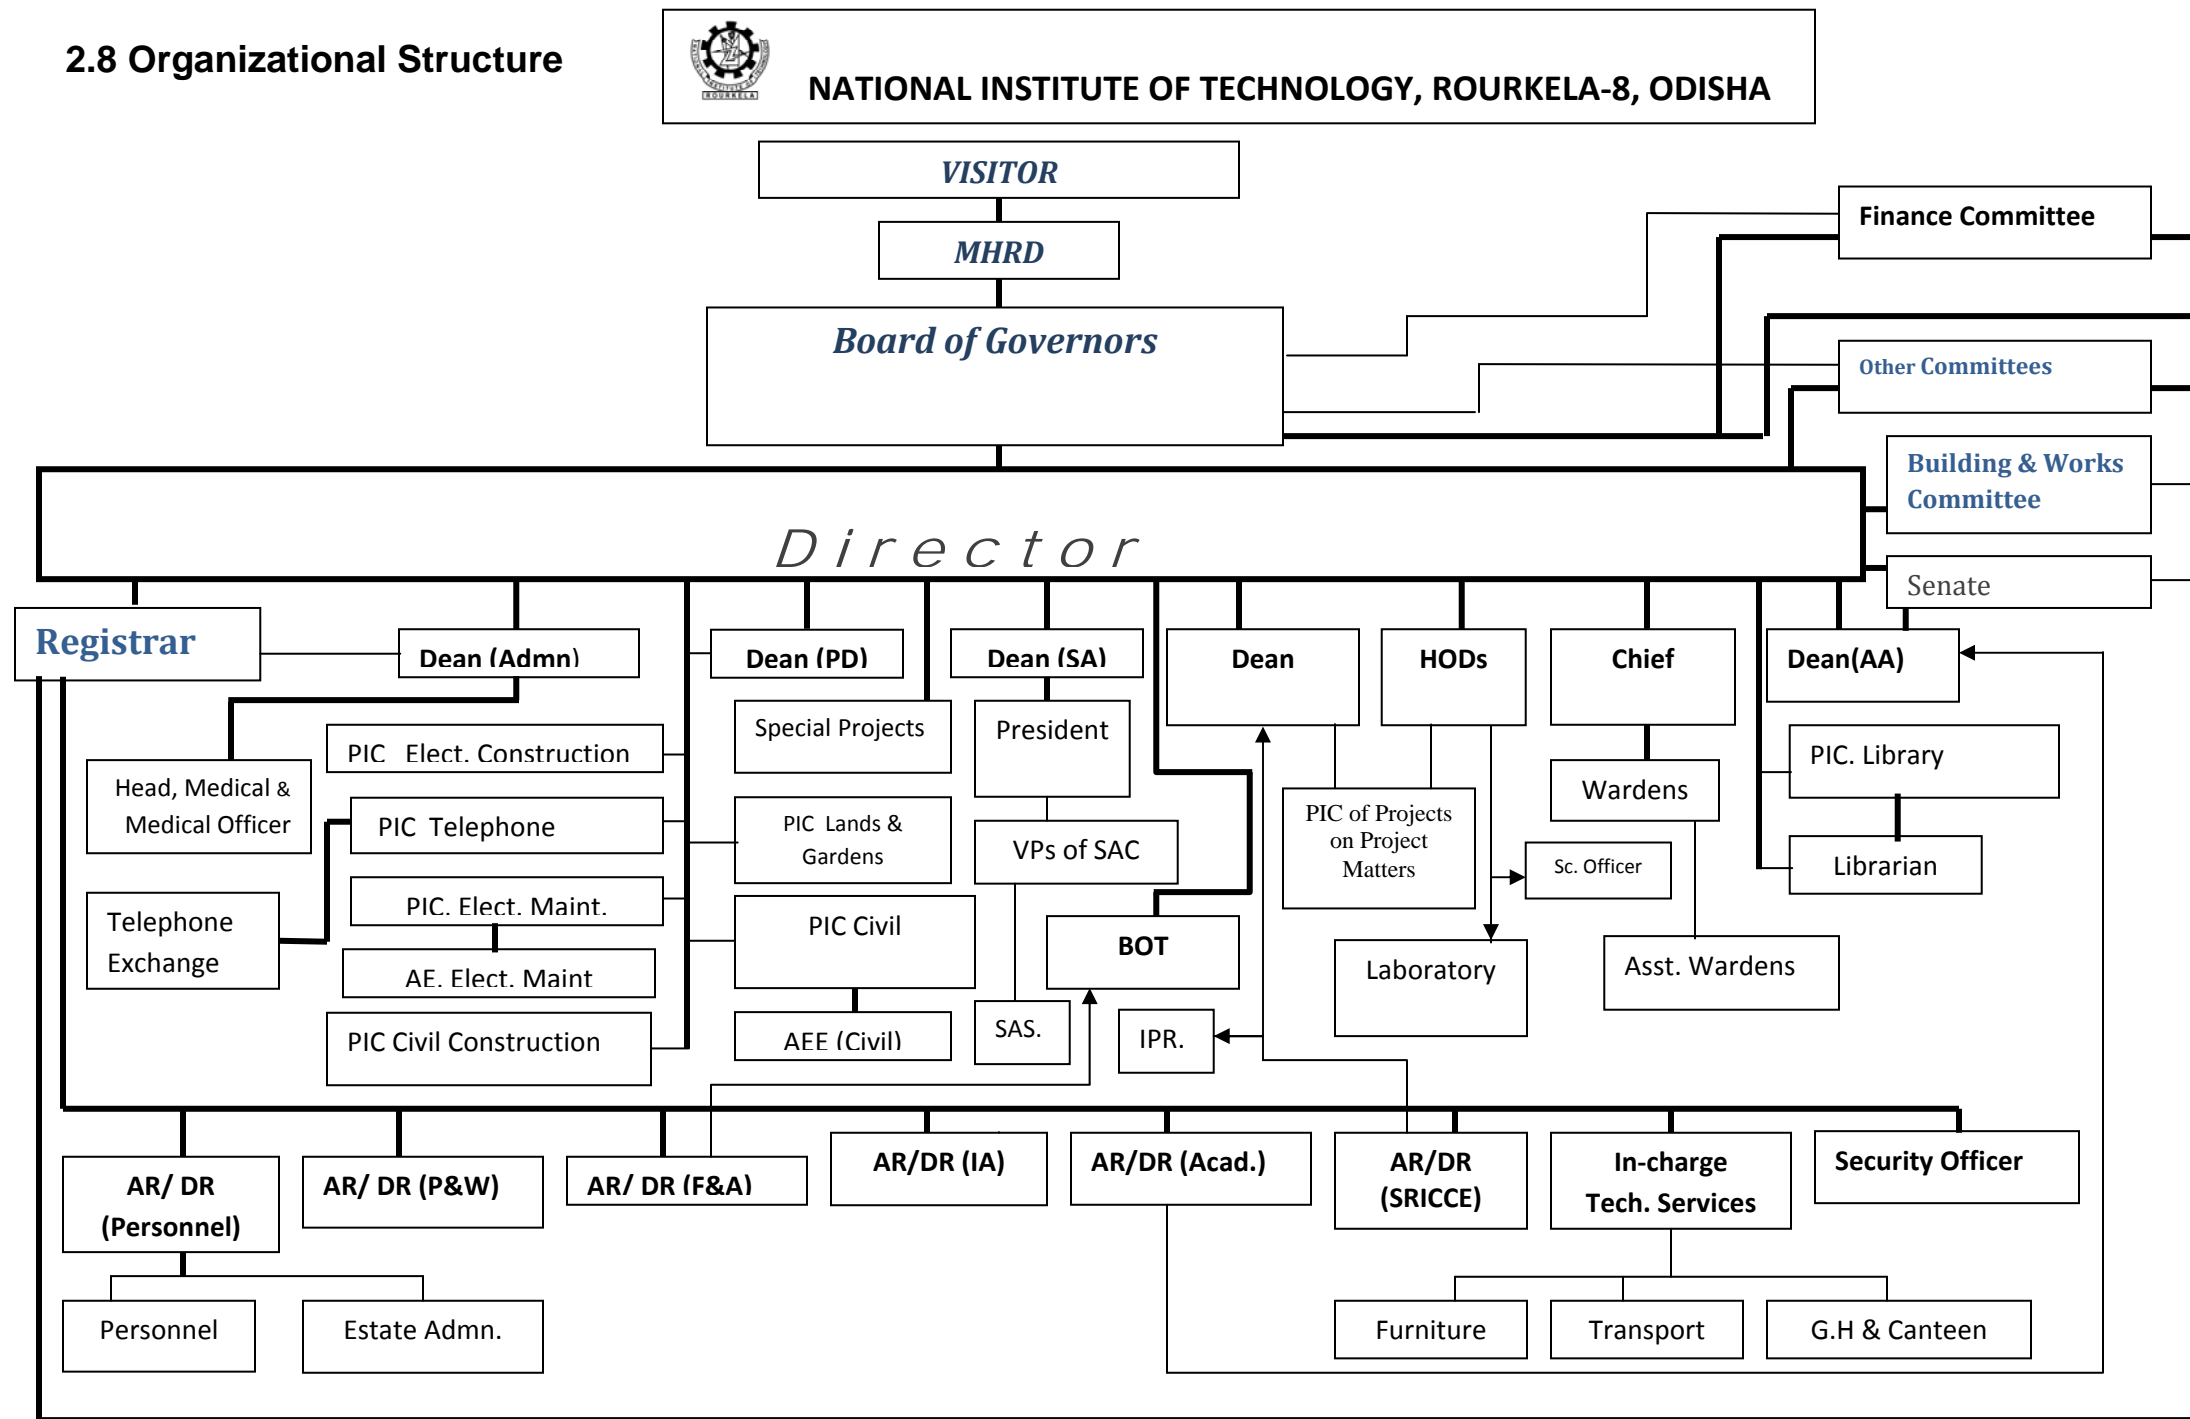 2.8 Organizational Structure
ROURKELA
NATIONAL INSTITUTE OF TECHNOLOGY, ROURKELA-8, ODISHA
VISITOR
MHRD
Finance Committee
Board of Governors
Other Committees
Building & Works
Committee
Director
Senate
Registrar
Dean (Admn)
Dean (PD)
Dean (SA)
Dean
HODs
Chief
Dean(AA)
Special Projects
President
PIC Elect. Construction
PIC. Library
Head, Medical &
Medical Officer
Wardens
PIC Telephone
PIC Lands &
Gardens
VPs of SAC
PIC of Projects
on Project
Matters
Sc. Officer
Librarian
Telephone
Exchange
PIC. Elect. Maint.
PIC Civil
BOT
AE. Elect. Maint
Laboratory
Asst. Wardens
PIC Civil Construction
AEE (Civil)
SAS.
IPR.
AR/ DR
(Personnel)
AR/ DR (P&W)
AR/ DR (F&A)
AR/DR (IA)
AR/DR (Acad.)
AR/DR
(SRICCE)
In-charge
Tech. Services
Security Officer
Personnel
Estate Admn.
Furniture
Transport
G.H & Canteen